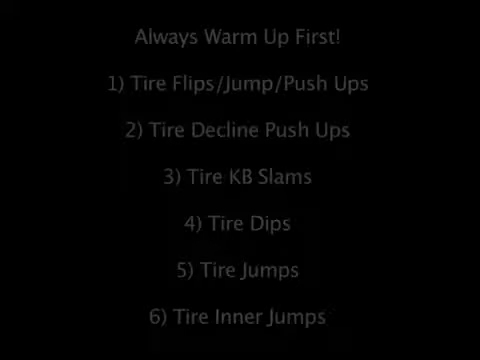 Always Warm Up First!
1) Tire Flips/Jump/Push Ups
2) Tire Decline Push Ups
3) Tire KB Slams
4) Tire Dips
5) Tire Jumps
6) Tire Inner Jumps